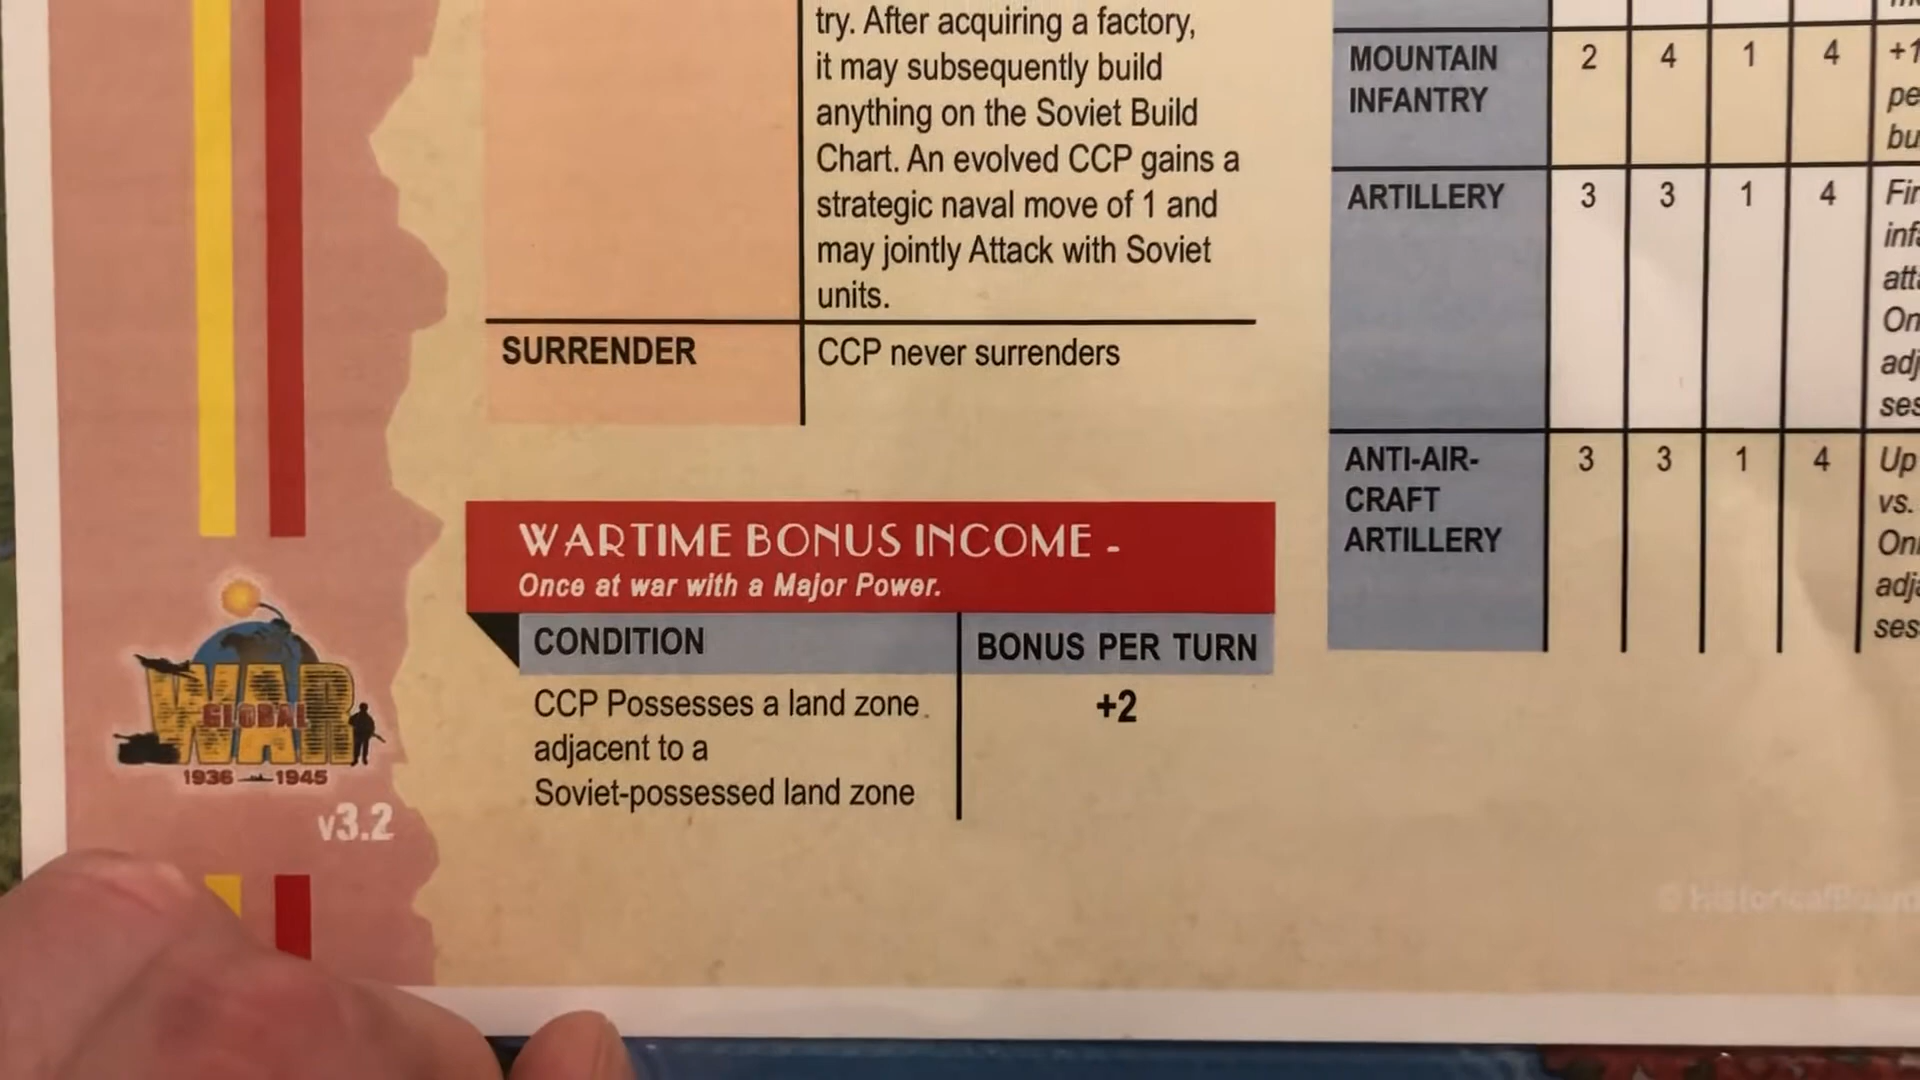 try. After acquiring a factory,
it may subsequently build
anything on the Soviet Build
Chart. An evolved CCP gains a
strategic naval move of 1 and
may jointly Attack with Soviet
units.
SURRENDER
CCP never surrenders
WARTIME BONUS INCOME -
Once at war with a Major Power.
CONDITION
BONUS PER TURN
CCP Possesses a land zone
+2
adjacent to a
Soviet-possessed land zone
WAR
GLOBAL
1936 1945
v3.2
MOUNTAIN 2 4 1 4 +1
INFANTRY
ARTILLERY 3 3 1 4
ANTI-AIR- 3 3 1 4 Up
CRAFT vs.
ARTILLERY